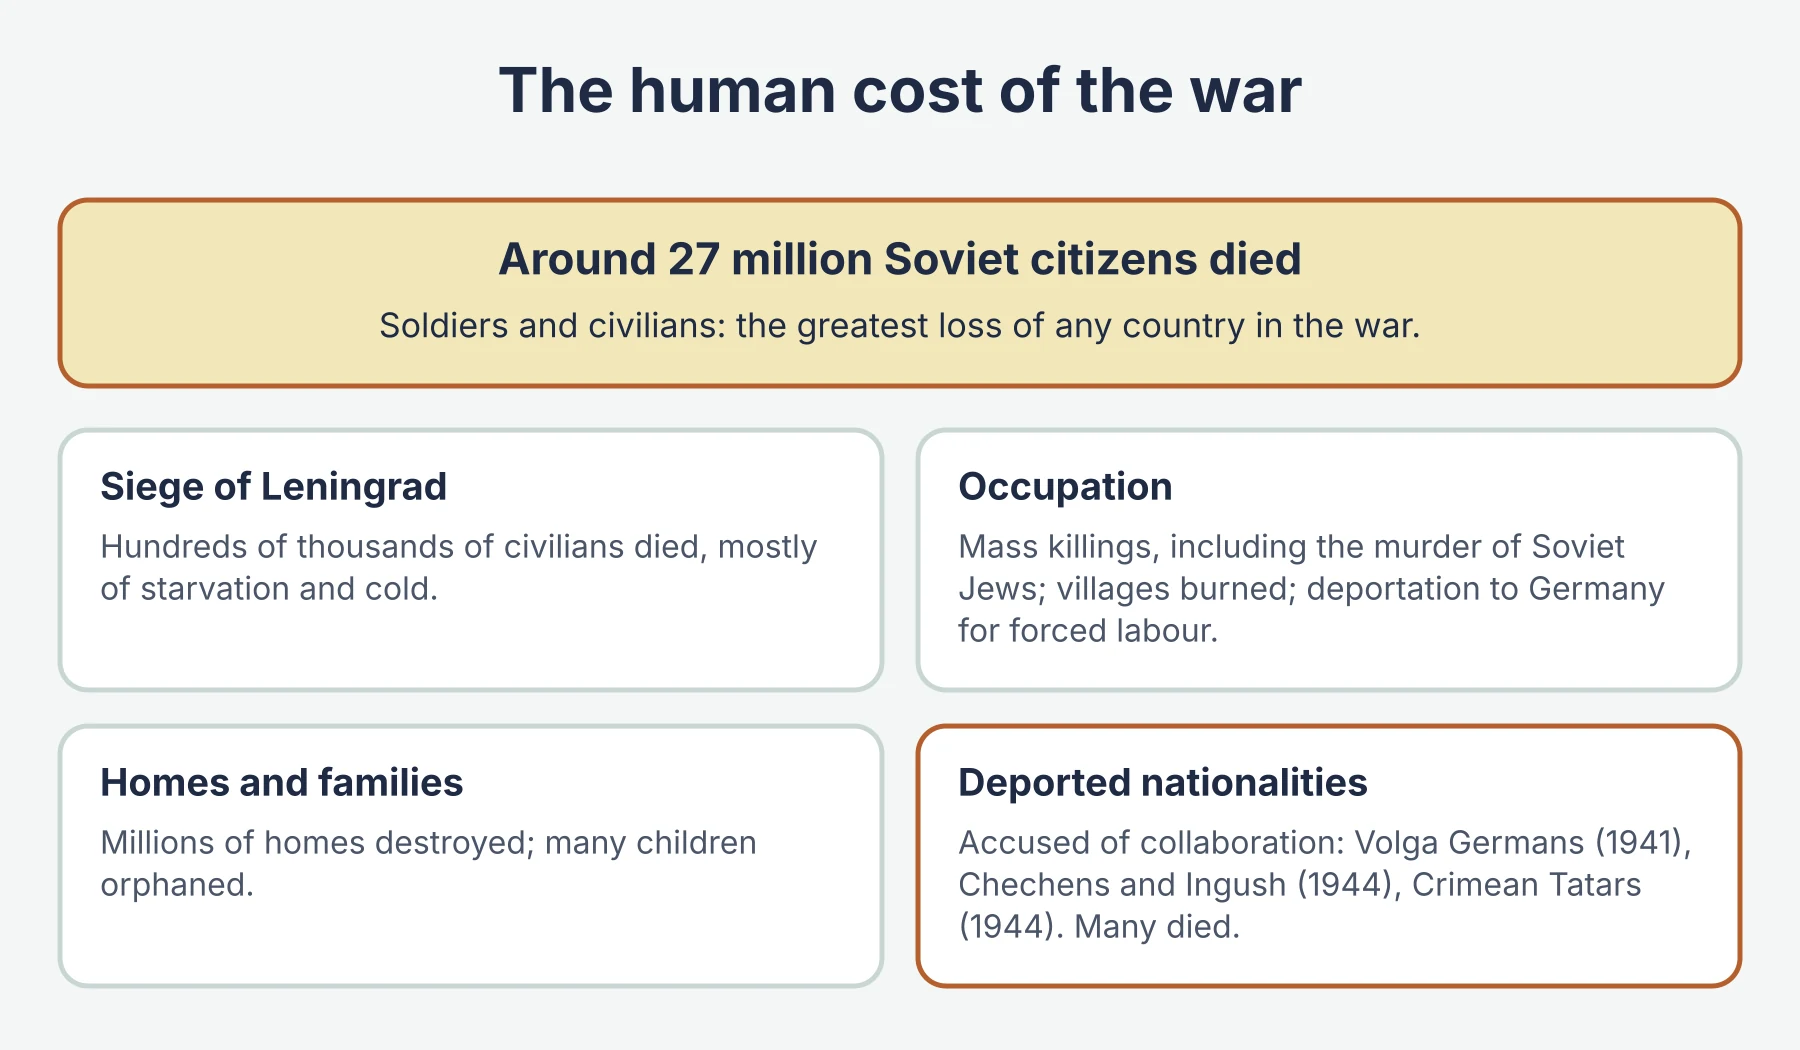 The human cost of the war
Around 27 million Soviet citizens died
Soldiers and civilians: the greatest loss of any country in the war.
Siege of Leningrad
Hundreds of thousands of civilians died, mostly
of starvation and cold.
Occupation
Mass killings, including the murder of Soviet
Jews; villages burned; deportation to Germany
for forced labour.
Homes and families
Millions of homes destroyed; many children
orphaned.
Deported nationalities
Accused of collaboration: Volga Germans (1941),
Chechens and Ingush (1944), Crimean Tatars
(1944). Many died.